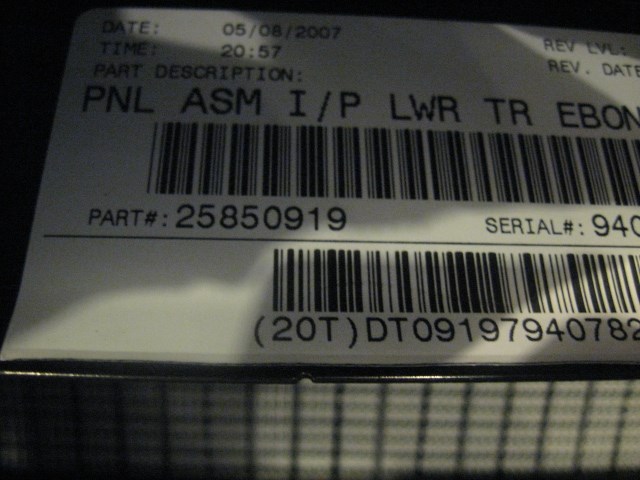 DATE: 05/08/2007
TIME: 20:57
REV LVL:
REV. DATE
PART DESCRIPTION:
PNL ASM I/P LWR TR EBON
PART#: 25850919
SERIAL#: 940
(20T)DT09197940782